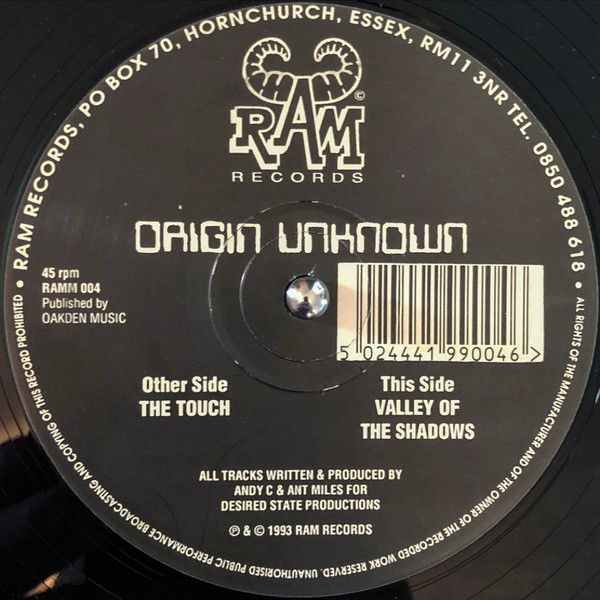 RAM RECORDS, PO BOX 70, HORNCHURCH, ESSEX, RM11 3NR TEL. 0850 488 618
RAM
©
RECORDS
ORIGIN UNKNOWN
45 rpm
RAMM 004
Published by
OAKDEN MUSIC
5 024441 990046 >
Other Side
THE TOUCH
This Side
VALLEY OF
THE SHADOWS
ALL TRACKS WRITTEN & PRODUCED BY
ANDY C & ANT MILES FOR
DESIRED STATE PRODUCTIONS
℗ & © 1993 RAM RECORDS
ALL RIGHTS OF THE MANUFACTURER AND OF THE OWNER OF THE RECORDED WORK RESERVED. UNAUTHORISED PUBLIC PERFORMANCE BROADCASTING AND COPYING OF THIS RECORD PROHIBITED